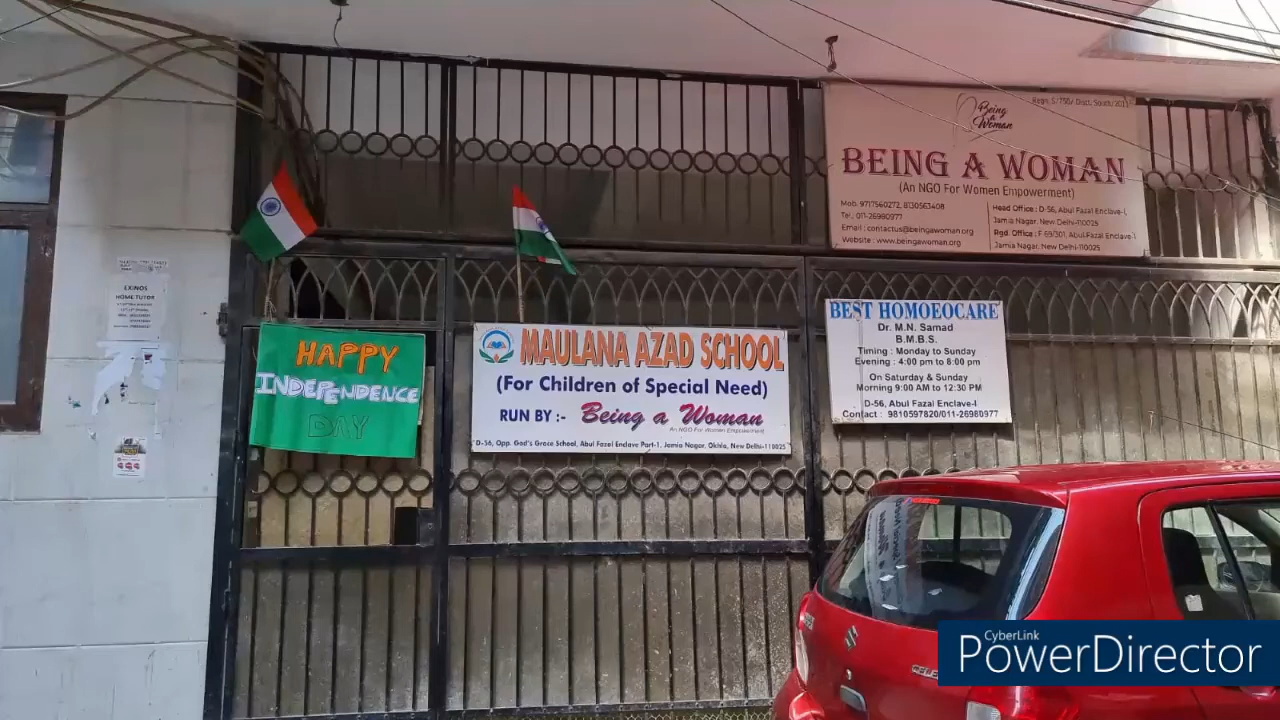 Being
a
Woman
Regn. S/755/ Distt. South/201
BEING A WOMAN
(An NGO For Women Empowerment)
Mob. 9717560272, 8130563408
Tel.: 011-26980977
Email : contactus@beingawoman.org
Website : www.beingawoman.org
Head Office : D-56, Abul Fazal Enclave-I,
Jamia Nagar, New Delhi-110025
Rgd. Office : F 69/301, Abul Fazal Enclave-1
Jamia Nagar, New Delhi-110025
EXINOS
HOME TUTOR
HAPPY
INDEPENDENCE
DAY
MAULANA AZAD SCHOOL
(For Children of Special Need)
RUN BY :- Being a Woman
An NGO For Women Empowerment
D-56, Opp. God's Grace School, Abul Fazal Enclave Part-1, Jamia Nagar, Okhla, New Delhi-110025
BEST HOMOEOCARE
Dr. M.N. Samad
B.M.B.S.
Timing : Monday to Sunday
Evening : 4:00 pm to 8:00 pm
On Saturday & Sunday
Morning 9:00 AM to 12:30 PM
D-56, Abul Fazal Enclave-I
Contact : 9810597820/011-26980977
CyberLink
PowerDirector